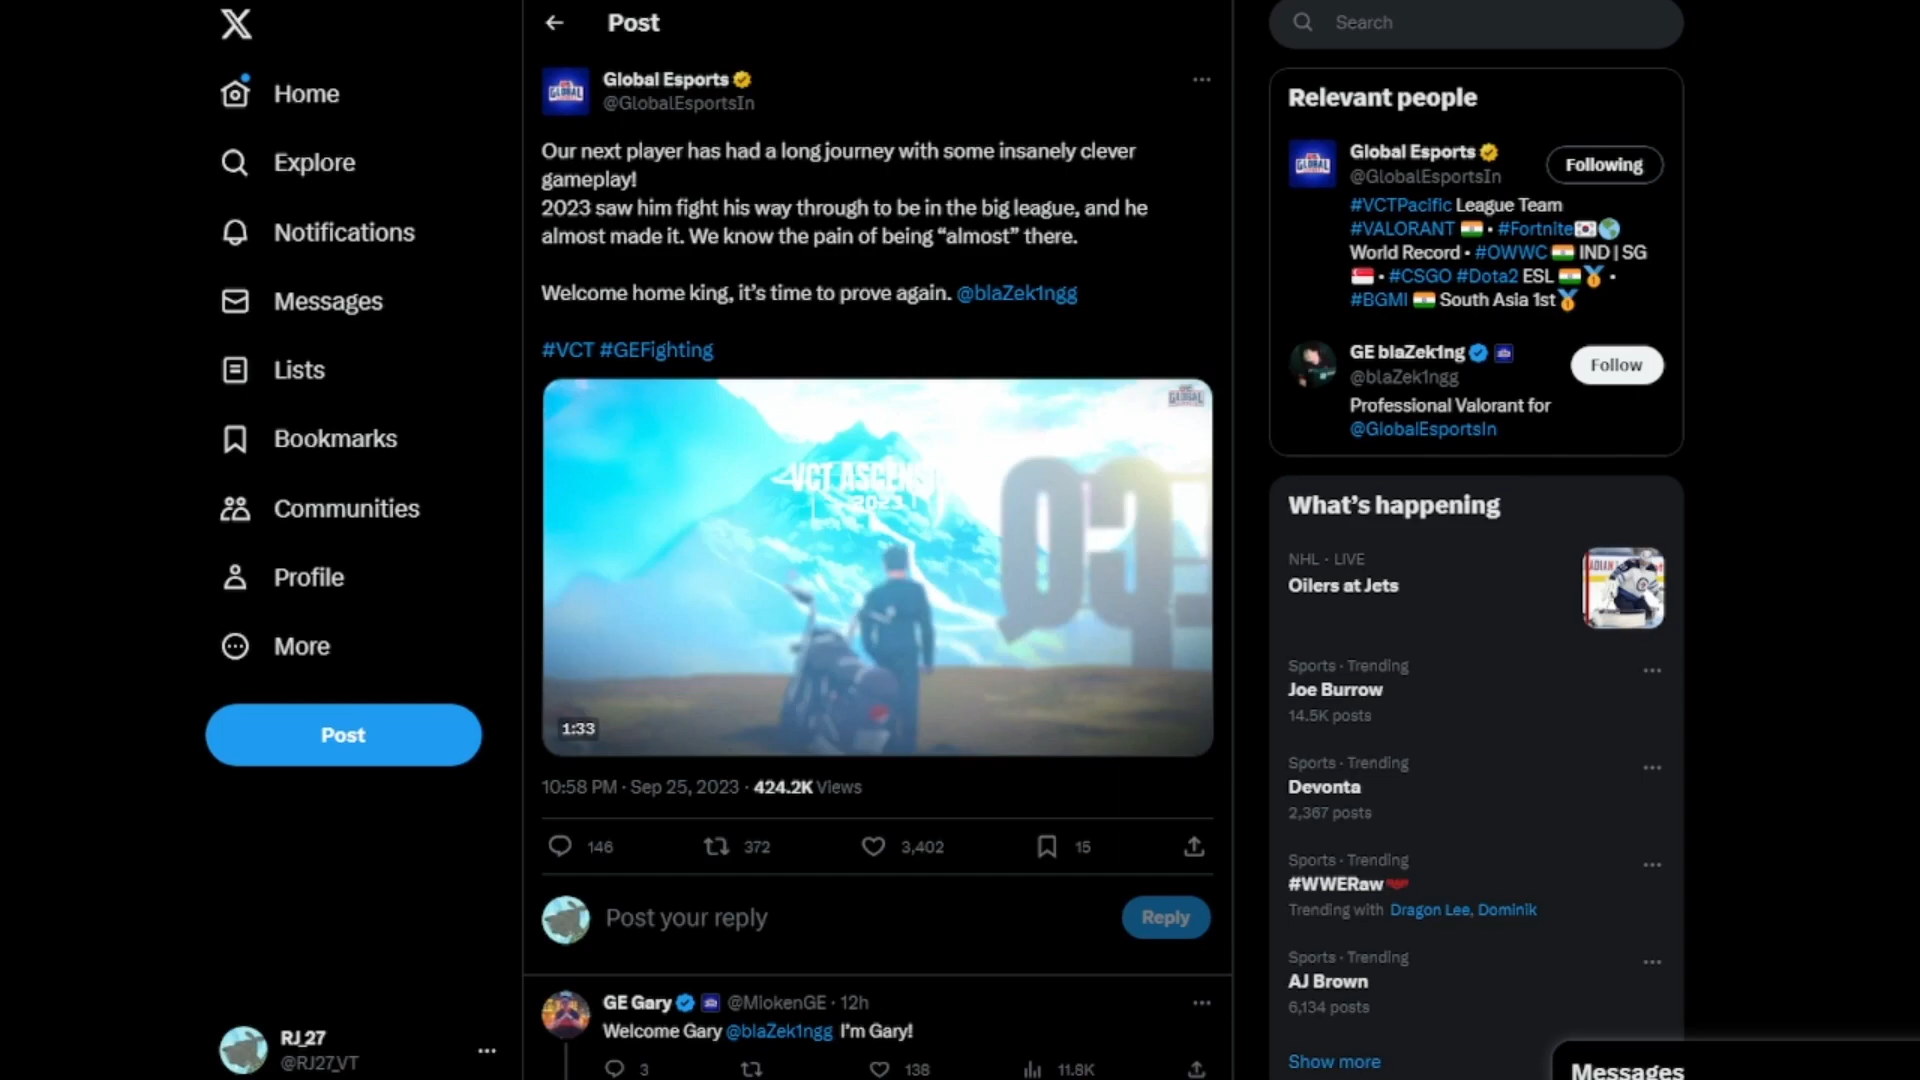 Home
Explore
Notifications
Messages
Lists
Bookmarks
Communities
Profile
More
Post
RJ_27
@RJ27_VT
Post
GLOBAL
Global Esports
@GlobalEsportsIn
Our next player has had a long journey with some insanely clever
gameplay!
2023 saw him fight his way through to be in the big league, and he
almost made it. We know the pain of being “almost” there.
Welcome home king, it’s time to prove again. @blaZek1ngg
#VCT #GEFighting
GLOBAL
VCT ASCENS
2023
1:33
10:58 PM · Sep 25, 2023 · 424.2K Views
146 372 3,402 15
Post your reply
Reply
GE Gary @MlokenGE · 12h
Welcome Gary @blaZek1ngg I’m Gary!
3 138 11.8K
Search
Relevant people
GLOBAL
Global Esports
@GlobalEsportsIn
Following
#VCTPacific League Team
#VALORANT 🇮🇳 • #Fortnite🇰🇷🌎
World Record • #OWWC 🇮🇳 IND | SG
🇸🇬 • #CSGO #Dota2 ESL 🇮🇳🥇 •
#BGMI 🇮🇳 South Asia 1st🥇
GE blaZek1ng
@blaZek1ngg
Follow
Professional Valorant for
@GlobalEsportsIn
What’s happening
NHL · LIVE
Oilers at Jets
Sports · Trending
Joe Burrow
14.5K posts
Sports · Trending
Devonta
2,367 posts
Sports · Trending
#WWERaw
Trending with Dragon Lee, Dominik
Sports · Trending
AJ Brown
6,134 posts
Show more
Messages